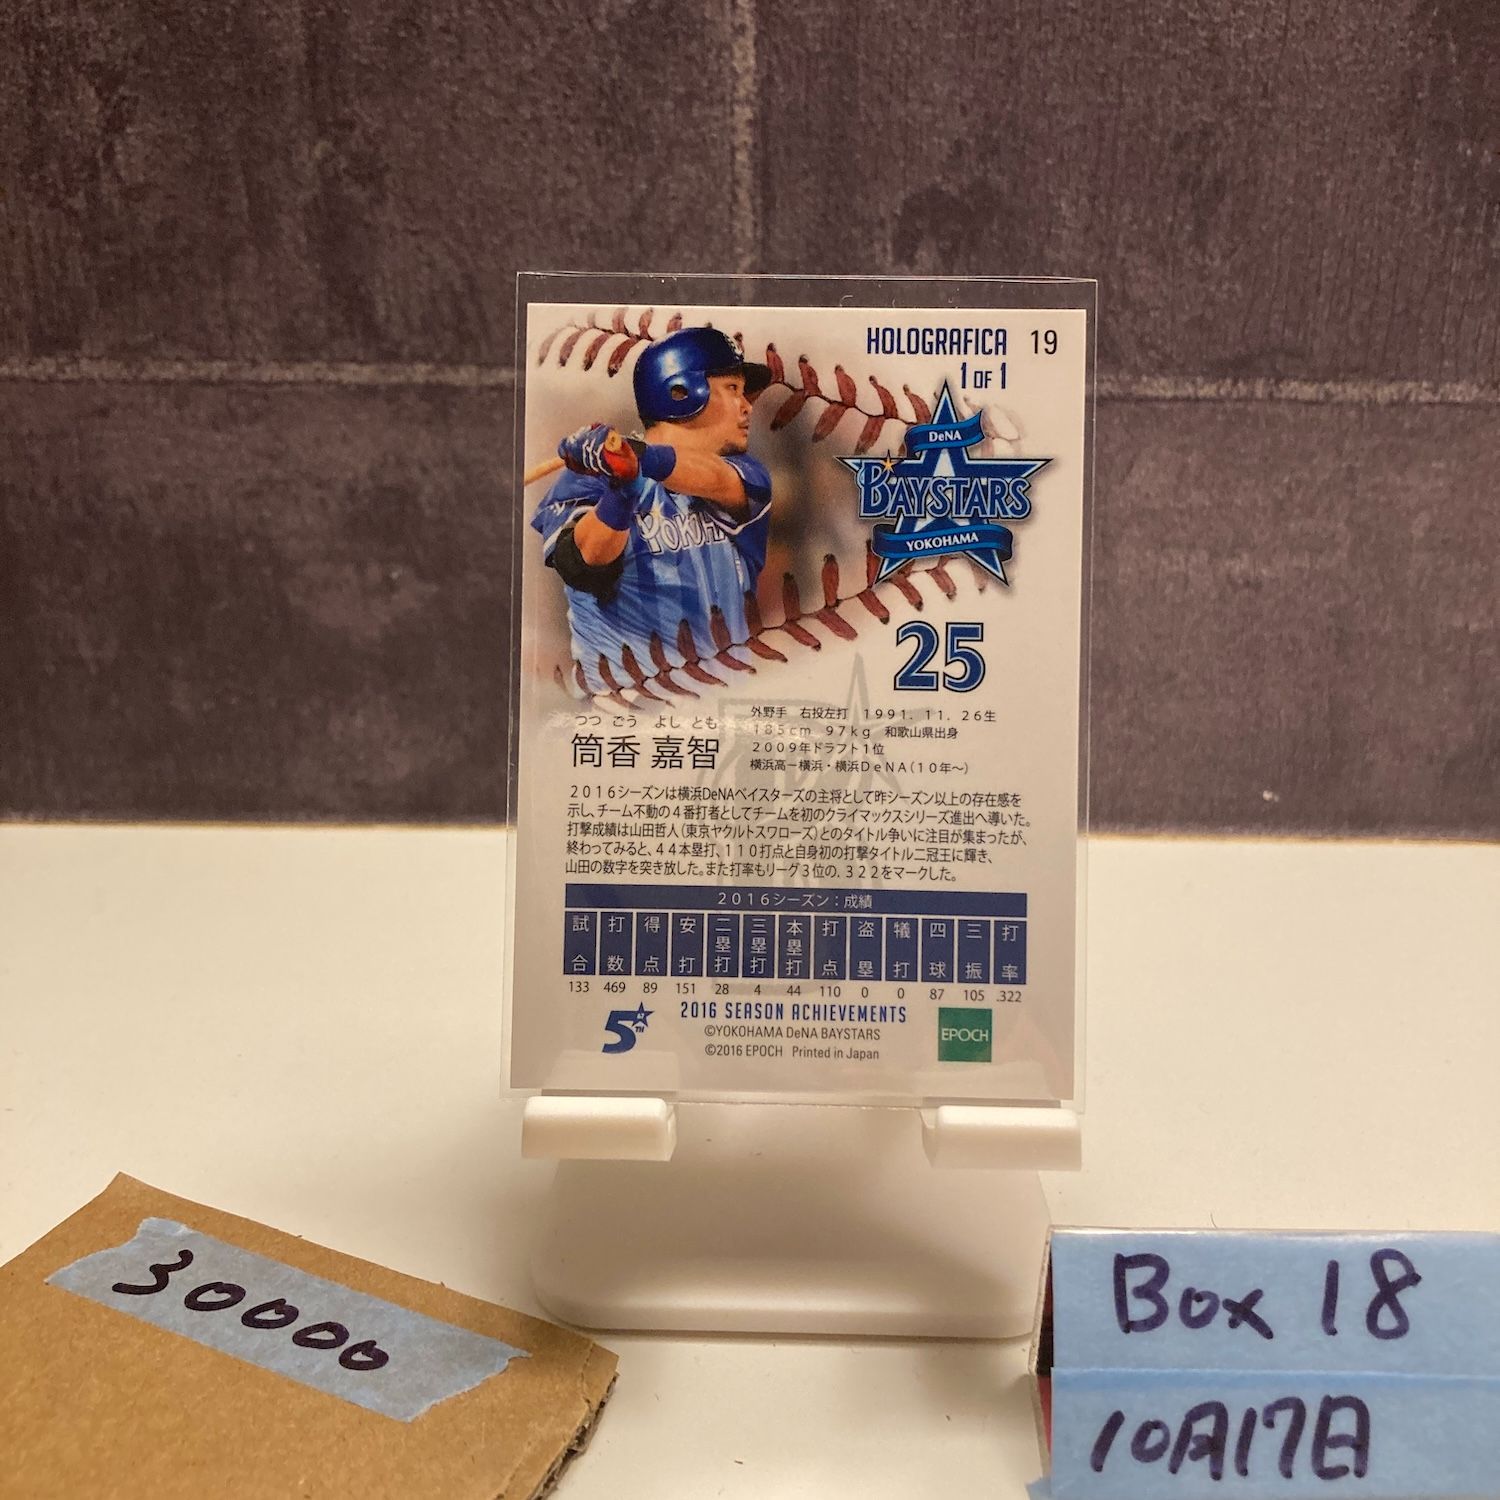 HOLOGRAFICA 19
1 OF 1
DeNA
BAYSTARS
YOKOHAMA
YOKOHA
25
つつ ごう よし とも
筒香 嘉智
外野手 右投左打 1991. 11. 26生
185cm 97kg 和歌山県出身
2009年ドラフト1位
横浜高ー横浜・横浜DeNA(10年〜)
2016シーズンは横浜DeNAベイスターズの主将として昨シーズン以上の存在感を
示し、チーム不動の4番打者としてチームを初のクライマックスシリーズ進出へ導いた。
打撃成績は山田哲人(東京ヤクルトスワローズ)とのタイトル争いに注目が集まったが、
終わってみると、44本塁打、110打点と自身初の打撃タイトル二冠王に輝き、
山田の数字を突き放した。また打率もリーグ3位の.322をマークした。
2016シーズン:成績
試合 打数 得点 安打 二塁打 三塁打 本塁打 打点 盗塁 犠打 四球 三振 打率
133 469 89 151 28 4 44 110 0 0 87 105 .322
2016 SEASON ACHIEVEMENTS
5TH
©YOKOHAMA DeNA BAYSTARS
EPOCH
©2016 EPOCH Printed in Japan
30000
Box 18
10月17日